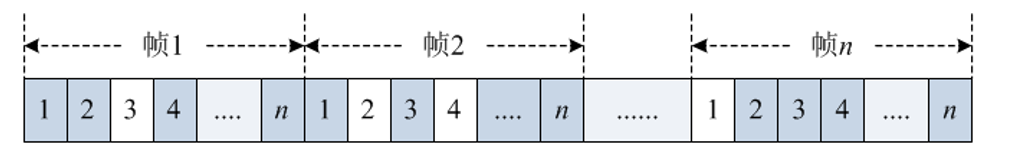 帧1 帧2 帧n
1 2 3 4 .... n 1 2 3 4 .... n ...... 1 2 3 4 .... n